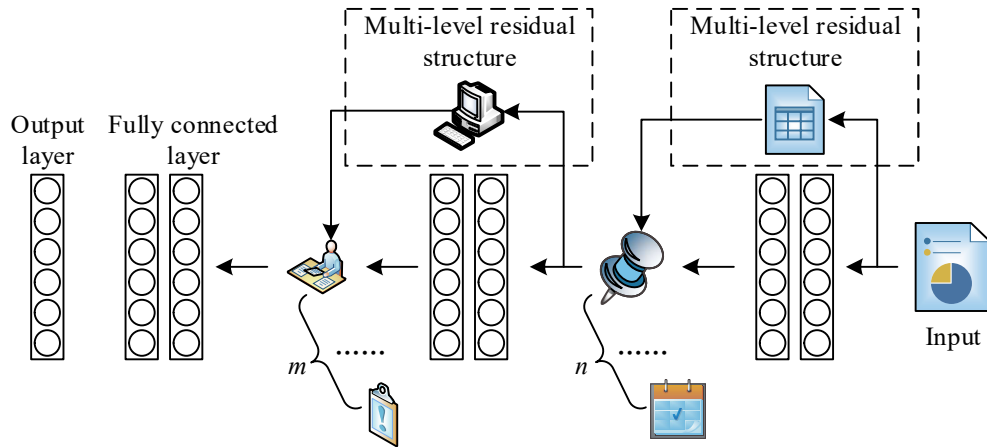 Multi-level residual
structure
Multi-level residual
structure
Output
layer
Fully connected
layer
Input
m
......
n
......